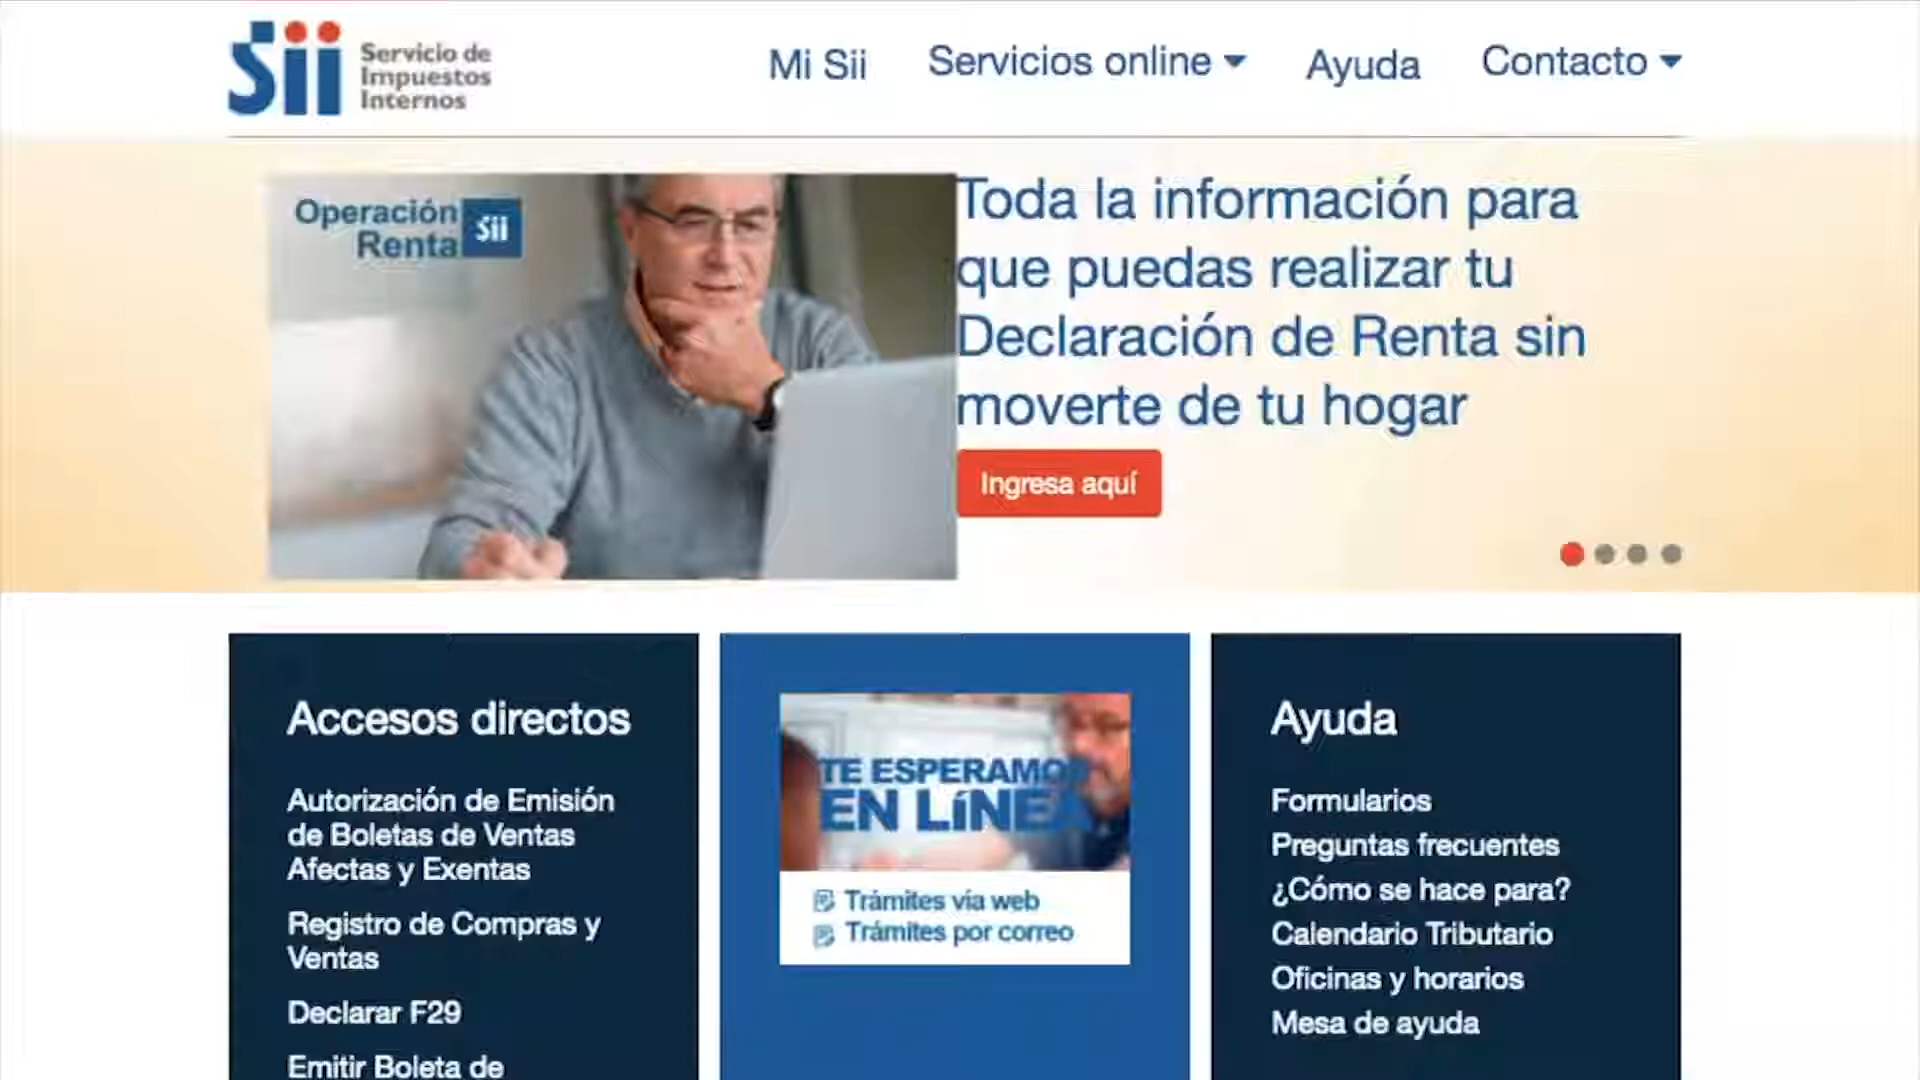 Sii
Servicio de
Impuestos
Internos
Mi Sii
Servicios online
Ayuda
Contacto
Operación
Renta
Sii
Toda la información para
que puedas realizar tu
Declaración de Renta sin
moverte de tu hogar
Ingresa aquí
Accesos directos
Autorización de Emisión
de Boletas de Ventas
Afectas y Exentas
Registro de Compras y
Ventas
Declarar F29
Emitir Boleta de
TE ESPERAMOS
EN LíNEA
Trámites vía web
Trámites por correo
Ayuda
Formularios
Preguntas frecuentes
¿Cómo se hace para?
Calendario Tributario
Oficinas y horarios
Mesa de ayuda